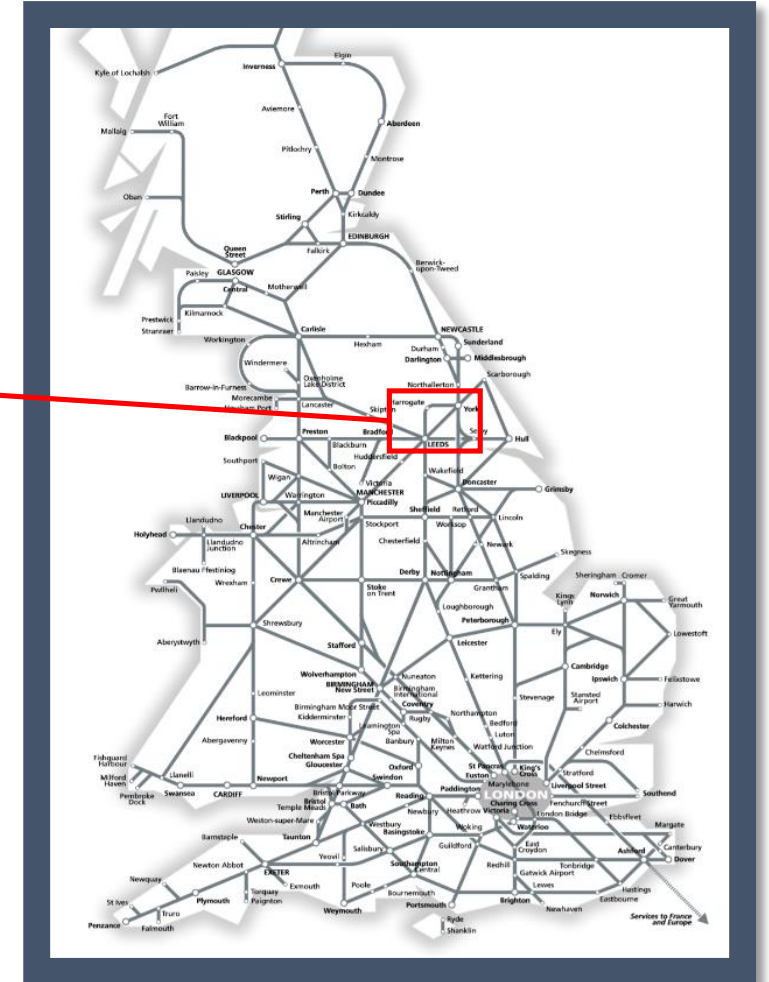 Elgin
Kyle of Lochalsh
Inverness
Aviemore
Fort
William
Mallaig
Aberdeen
Pitlochry
Montrose
Perth
Dundee
Oban
Stirling
Kirkcaldy
Queen
Street
Falkirk
EDINBURGH
Berwick-
upon-Tweed
Paisley
GLASGOW
Central
Motherwell
Prestwick
Kilmarnock
Stranraer
Carlisle
NEWCASTLE
Workington
Hexham
Durham
Sunderland
Darlington
Middlesbrough
Windermere
Scarborough
Oxenholme
Lake District
Northallerton
Barrow-in-Furness
Morecambe
Port
Lancaster
Skipton
Harrogate
York
Blackpool
Preston
Bradford
Selby
Blackburn
LEEDS
Hull
Southport
Bolton
Huddersfield
Wakefield
Wigan
Victoria
MANCHESTER
Piccadilly
Doncaster
Grimsby
LIVERPOOL
Warrington
Manchester
Airport
Sheffield
Retford
Lincoln
Llandudno
Chester
Stockport
Worksop
Holyhead
Llandudno
Junction
Altrincham
Chesterfield
Newark
Skegness
Blaenau Ffestiniog
Wrexham
Crewe
Stoke
on Trent
Derby
Nottingham
Grantham
Spalding
Sheringham
Cromer
Pwllheli
Kings
Lynn
Norwich
Great
Yarmouth
Loughborough
Peterborough
Shrewsbury
Ely
Lowestoft
Aberystwyth
Stafford
Leicester
Wolverhampton
BIRMINGHAM
New Street
Nuneaton
Birmingham
International
Kettering
Cambridge
Ipswich
Felixstowe
Leominster
Birmingham Moor Street
Coventry
Stevenage
Stansted
Airport
Harwich
Hereford
Kidderminster
Rugby
Northampton
Bedford
Colchester
Leamington
Spa
Abergavenny
Worcester
Banbury
Milton
Keynes
Luton
Watford Junction
Chelmsford
Fishguard
Harbour
Cheltenham Spa
Gloucester
Oxford
St Pancras
Euston
King's
Cross
Stratford
Milford
Haven
Llanelli
Newport
Swindon
Marylebone
Liverpool Street
Pembroke
Dock
Swansea
CARDIFF
Bristol Parkway
Bristol
Temple Meads
Bath
Reading
Paddington
LONDON
Southend
Heathrow
Victoria
Charing Cross
Fenchurch Street
London Bridge
Ebbsfleet
Weston-super-Mare
Newbury
Waterloo
Margate
Barnstaple
Taunton
Westbury
Basingstoke
Woking
East
Croydon
Canterbury
Newton Abbot
Yeovil
Salisbury
Guildford
Redhill
Tonbridge
Ashford
Dover
EXETER
Southampton
Central
Gatwick Airport
Newquay
Exmouth
Poole
Lewes
Hastings
St Ives
Torquay
Paignton
Bournemouth
Eastbourne
Truro
Plymouth
Weymouth
Portsmouth
Brighton
Newhaven
Penzance
Falmouth
Ryde
Shanklin
Services to France
and Europe